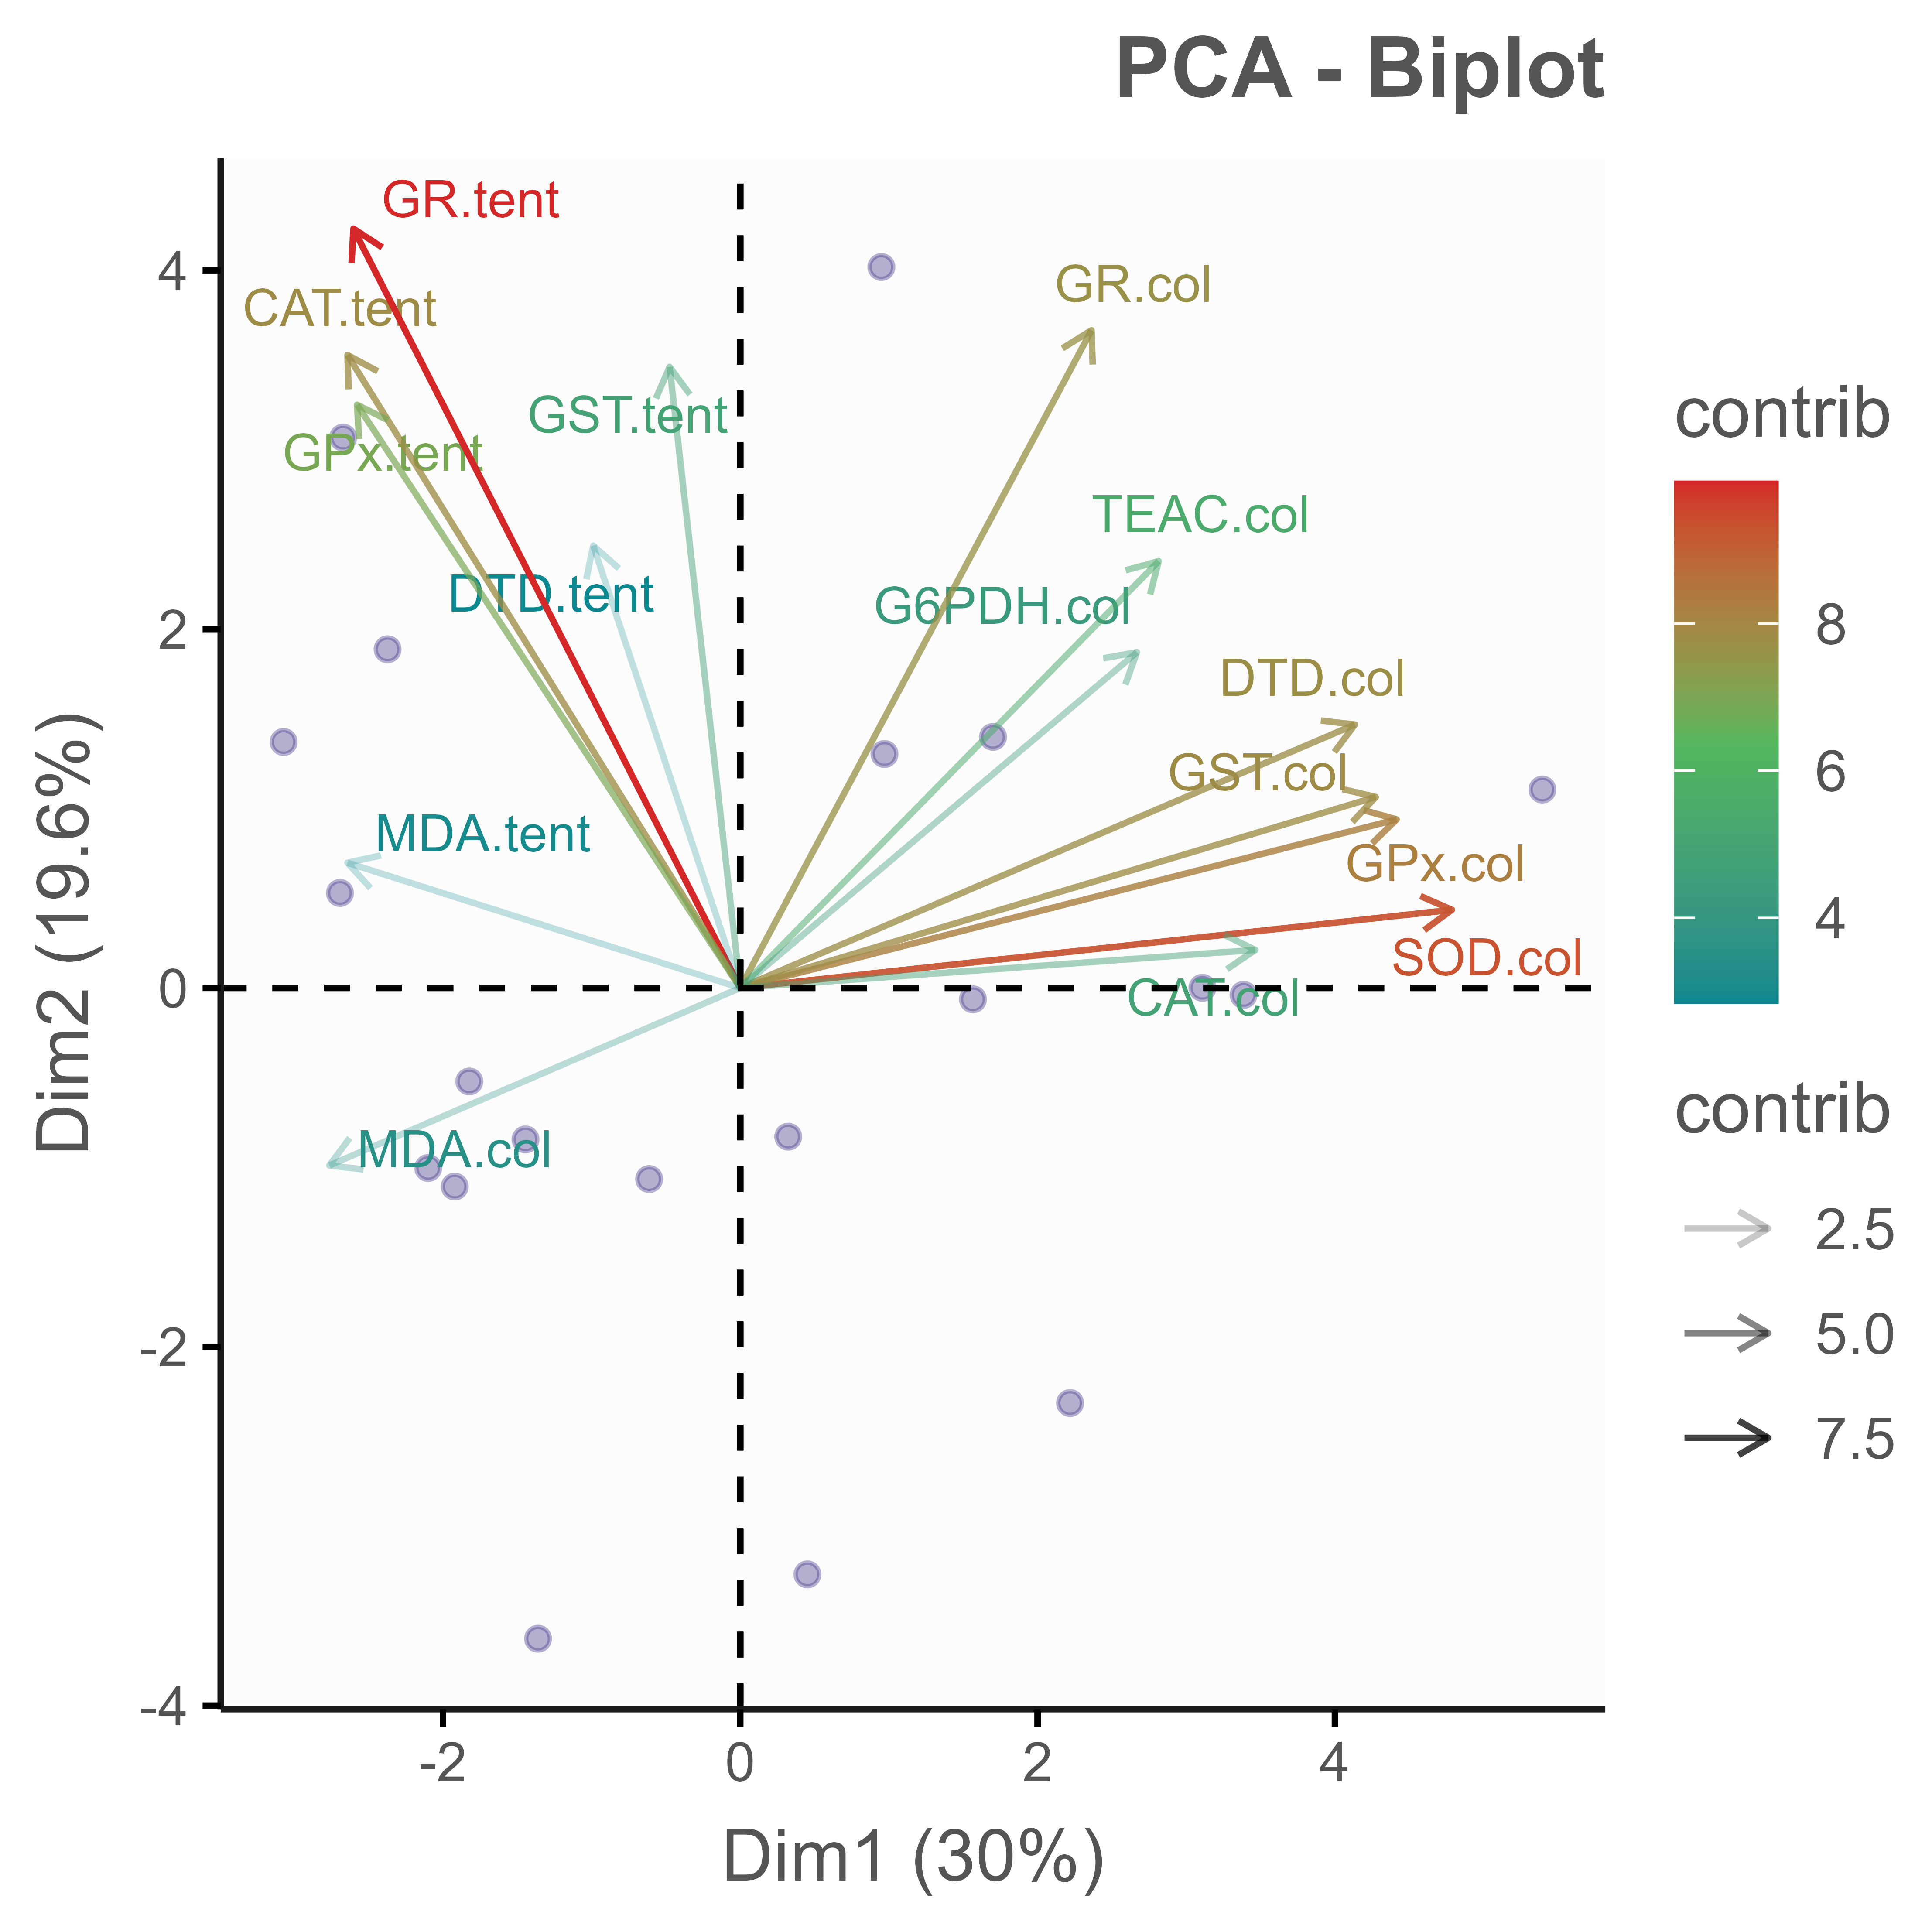 PCA - Biplot
GR.tent
4
GR.col
CAT.tent
GST.tent
GPx.tent
contrib
TEAC.col
DTD.tent
G6PDH.col
2
8
DTD.col
GST.col
6
MDA.tent
GPx.col
4
SOD.col
0
CAT.col
Dim2 (19.6%)
contrib
MDA.col
2.5
-2
5.0
7.5
-4
-2
0
2
4
Dim1 (30%)